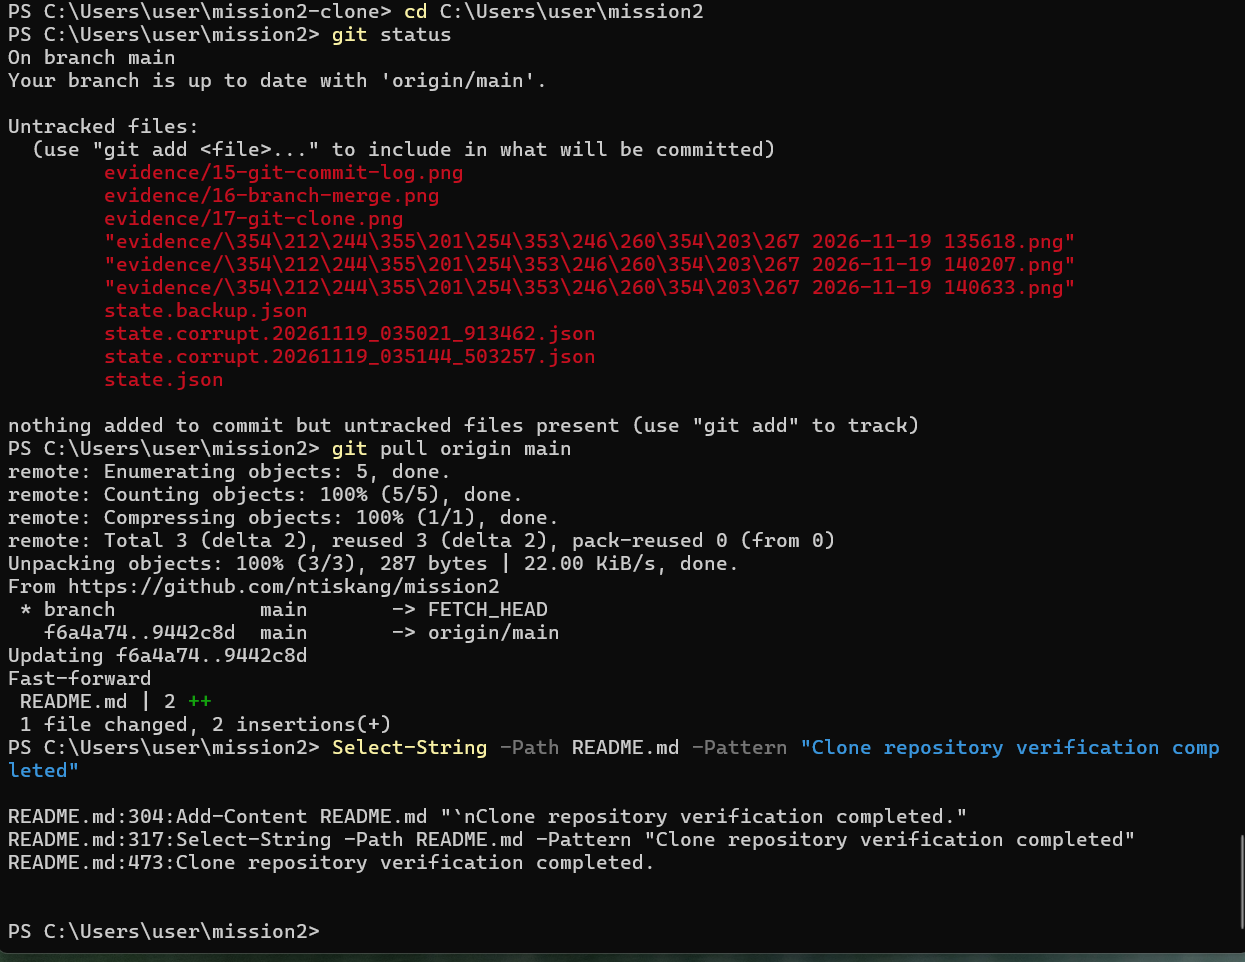 PS C:\Users\user\mission2-clone> cd C:\Users\user\mission2
PS C:\Users\user\mission2> git status
On branch main
Your branch is up to date with 'origin/main'.

Untracked files:
  (use "git add <file>..." to include in what will be committed)
        evidence/15-git-commit-log.png
        evidence/16-branch-merge.png
        evidence/17-git-clone.png
        "evidence/\354\212\244\355\201\254\353\246\260\354\203\267 2026-11-19 135618.png"
        "evidence/\354\212\244\355\201\254\353\246\260\354\203\267 2026-11-19 140207.png"
        "evidence/\354\212\244\355\201\254\353\246\260\354\203\267 2026-11-19 140633.png"
        state.backup.json
        state.corrupt.20261119_035021_913462.json
        state.corrupt.20261119_035144_503257.json
        state.json

nothing added to commit but untracked files present (use "git add" to track)
PS C:\Users\user\mission2> git pull origin main
remote: Enumerating objects: 5, done.
remote: Counting objects: 100% (5/5), done.
remote: Compressing objects: 100% (1/1), done.
remote: Total 3 (delta 2), reused 3 (delta 2), pack-reused 0 (from 0)
Unpacking objects: 100% (3/3), 287 bytes | 22.00 KiB/s, done.
From https://github.com/ntiskang/mission2
 * branch            main       -> FETCH_HEAD
   f6a4a74..9442c8d  main       -> origin/main
Updating f6a4a74..9442c8d
Fast-forward
 README.md | 2 ++
 1 file changed, 2 insertions(+)
PS C:\Users\user\mission2> Select-String -Path README.md -Pattern "Clone repository verification comp
leted"

README.md:304:Add-Content README.md "`nClone repository verification completed."
README.md:317:Select-String -Path README.md -Pattern "Clone repository verification completed"
README.md:473:Clone repository verification completed.

PS C:\Users\user\mission2>